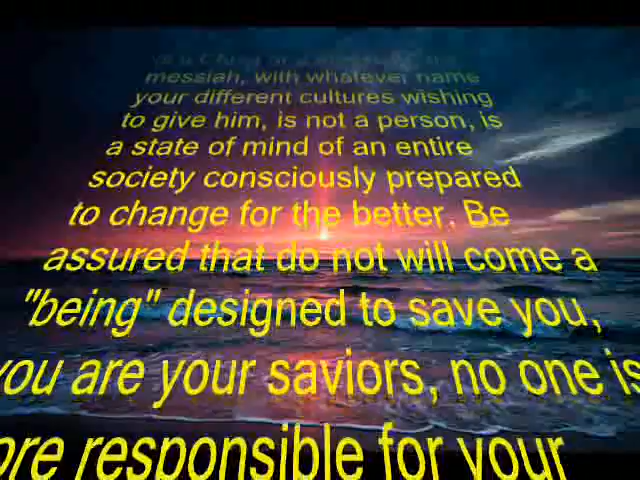 messiah, with whatever name
your different cultures wishing
to give him, is not a person, is
a state of mind of an entire
society consciously prepared
to change for the better. Be
assured that do not will come a
"being" designed to save you,
you are your saviors, no one is
ore responsible for your